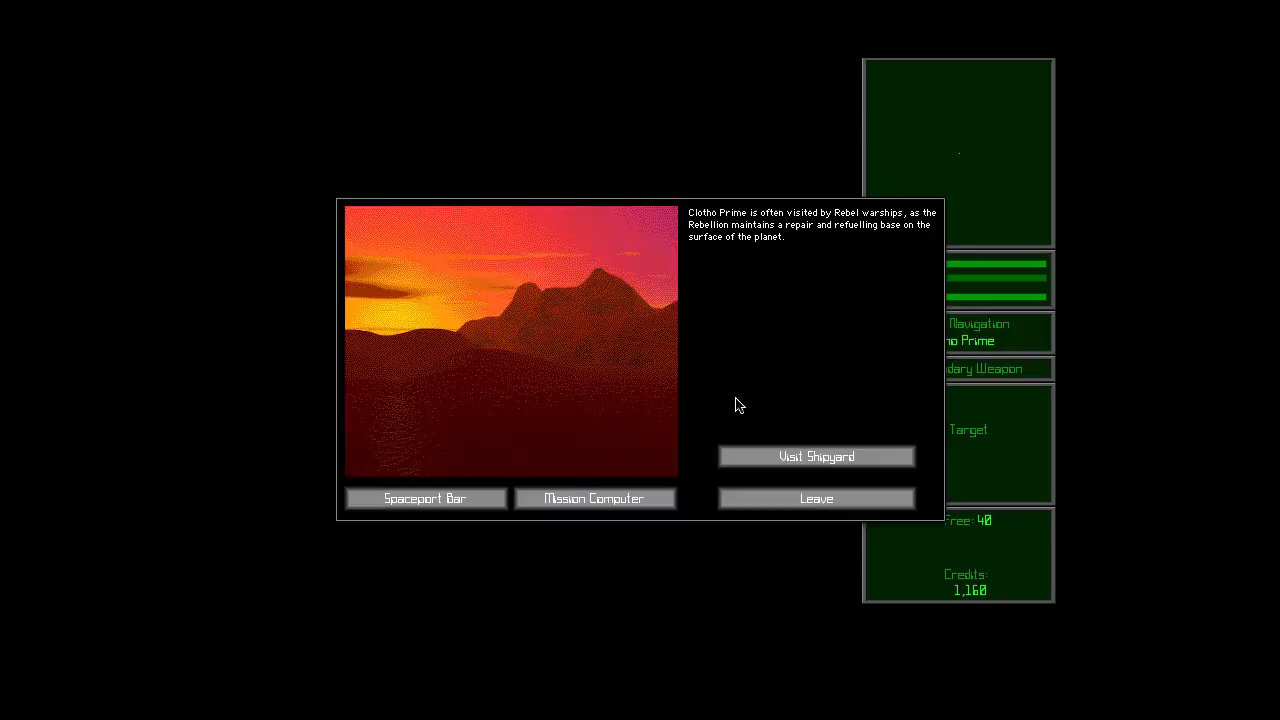 Clotho Prime is often visited by Rebel warships, as the
Rebellion maintains a repair and refuelling base on the
surface of the planet.
Navigation
Prime
Weapon
Target
Visit Shipyard
Spaceport Bar
Mission Computer
Leave
Free: 40
Credits:
1,160